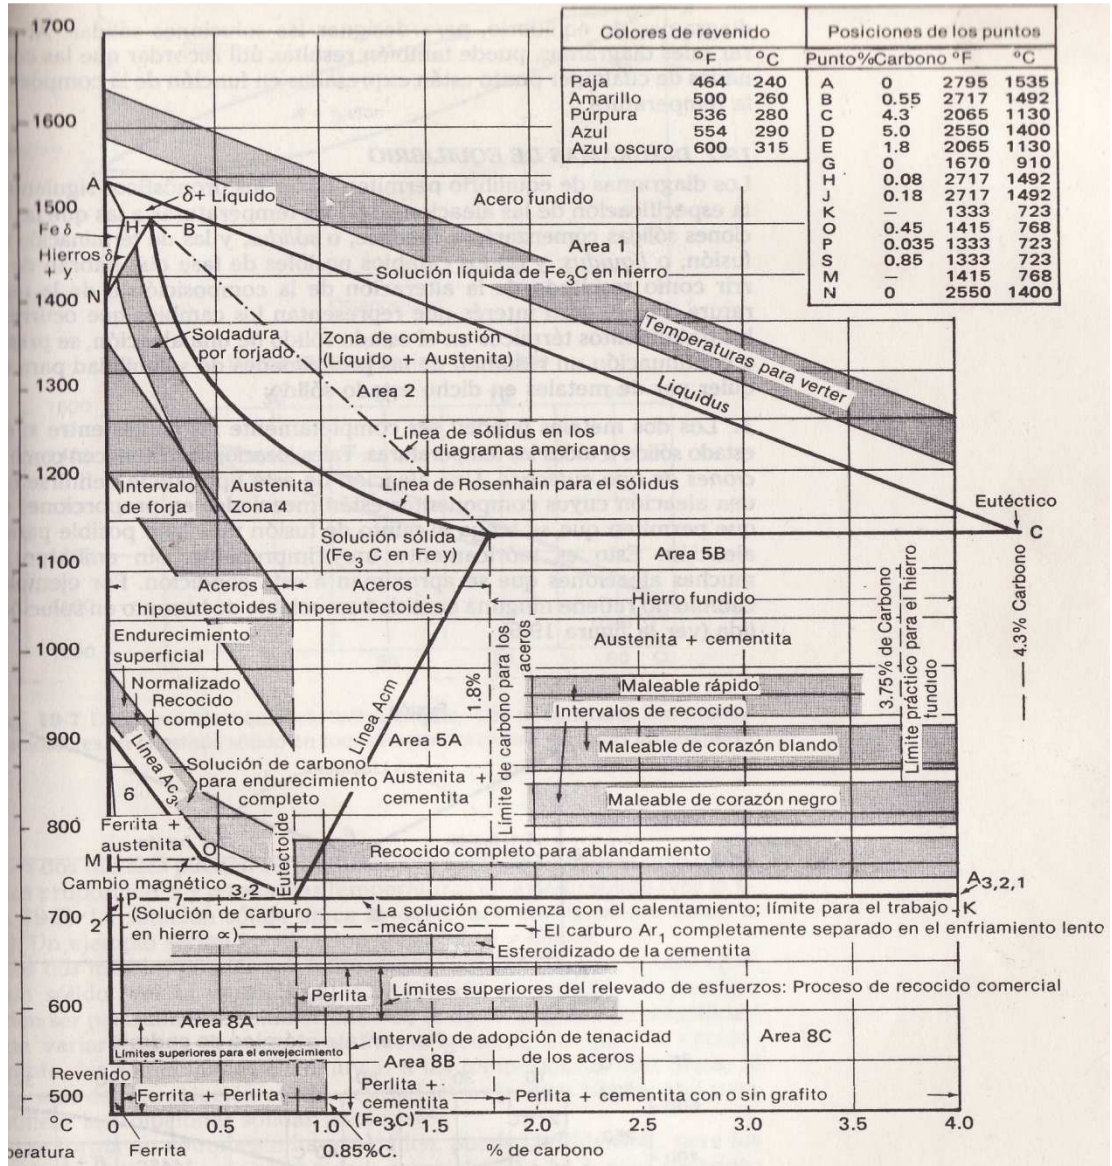 1700
1600
1500
Fe δ
1400
1300
1200
1100
1000
900
800
700
600
500
°C
Colores de revenido
°F °C
Paja 464 240
Amarillo 500 260
Púrpura 536 280
Azul 554 290
Azul oscuro 600 315
Posiciones de los puntos
Punto %Carbono °F °C
A 0 2795 1535
B 0.55 2717 1492
C 4.3 2065 1130
D 5.0 2550 1400
E 1.8 2065 1130
G 0 1670 910
H 0.08 2717 1492
J 0.18 2717 1492
K – 1333 723
O 0.45 1415 768
P 0.035 1333 723
S 0.85 1333 723
M – 1415 768
N 0 2550 1400
δ + Líquido
Acero fundido
H
B
Hierros δ
+ γ
N
Area 1
Solución líquida de Fe3C en hierro
Soldadura
por forjado
Zona de combustión
(Líquido + Austenita)
Area 2
Temperaturas para verter
Liquidus
Línea de sólidus en los
diagramas americanos
Intervalo
de forja
Austenita
Zona 4
Línea de Rosenhain para el sólidus
Eutéctico
C
Solución sólida
(Fe3C en Fe γ)
Area 5B
Aceros
hipoeutectoides
Aceros
hipereutectoides
Hierro fundido
Austenita + cementita
3.75% de Carbono
Límite práctico para el hierro
fundido
4.3% Carbono
Endurecimiento
superficial
Normalizado
Recocido
completo
Línea Ac3
Línea Acm
1.8%
Límite de carbono para los
aceros
Maleable rápido
Intervalos de recocido
Maleable de corazón blando
Maleable de corazón negro
Area 5A
Solución de carbono
para endurecimiento
completo
Austenita +
cementita
6
Ferrita +
austenita
O
M
Eutectoide
Recocido completo para ablandamiento
Cambio magnético
3,2
A3,2,1
P
7
2
(Solución de carburo
en hierro ∝)
La solución comienza con el calentamiento; límite para el trabajo
mecánico
K
El carburo Ar1 completamente separado en el enfriamiento lento
Esferoidizado de la cementita
Perlita
Límites superiores del relevado de esfuerzos: Proceso de recocido comercial
Area 8A
Límites superiores para el envejecimiento
Intervalo de adopción de tenacidad
de los aceros
Area 8B
Area 8C
Revenido
Ferrita + Perlita
Perlita +
cementita
(Fe3C)
Perlita + cementita con o sin grafito
0 0.5 1.0 1.5 2.0 2.5 3.0 3.5 4.0
Ferrita
0.85%C.
% de carbono